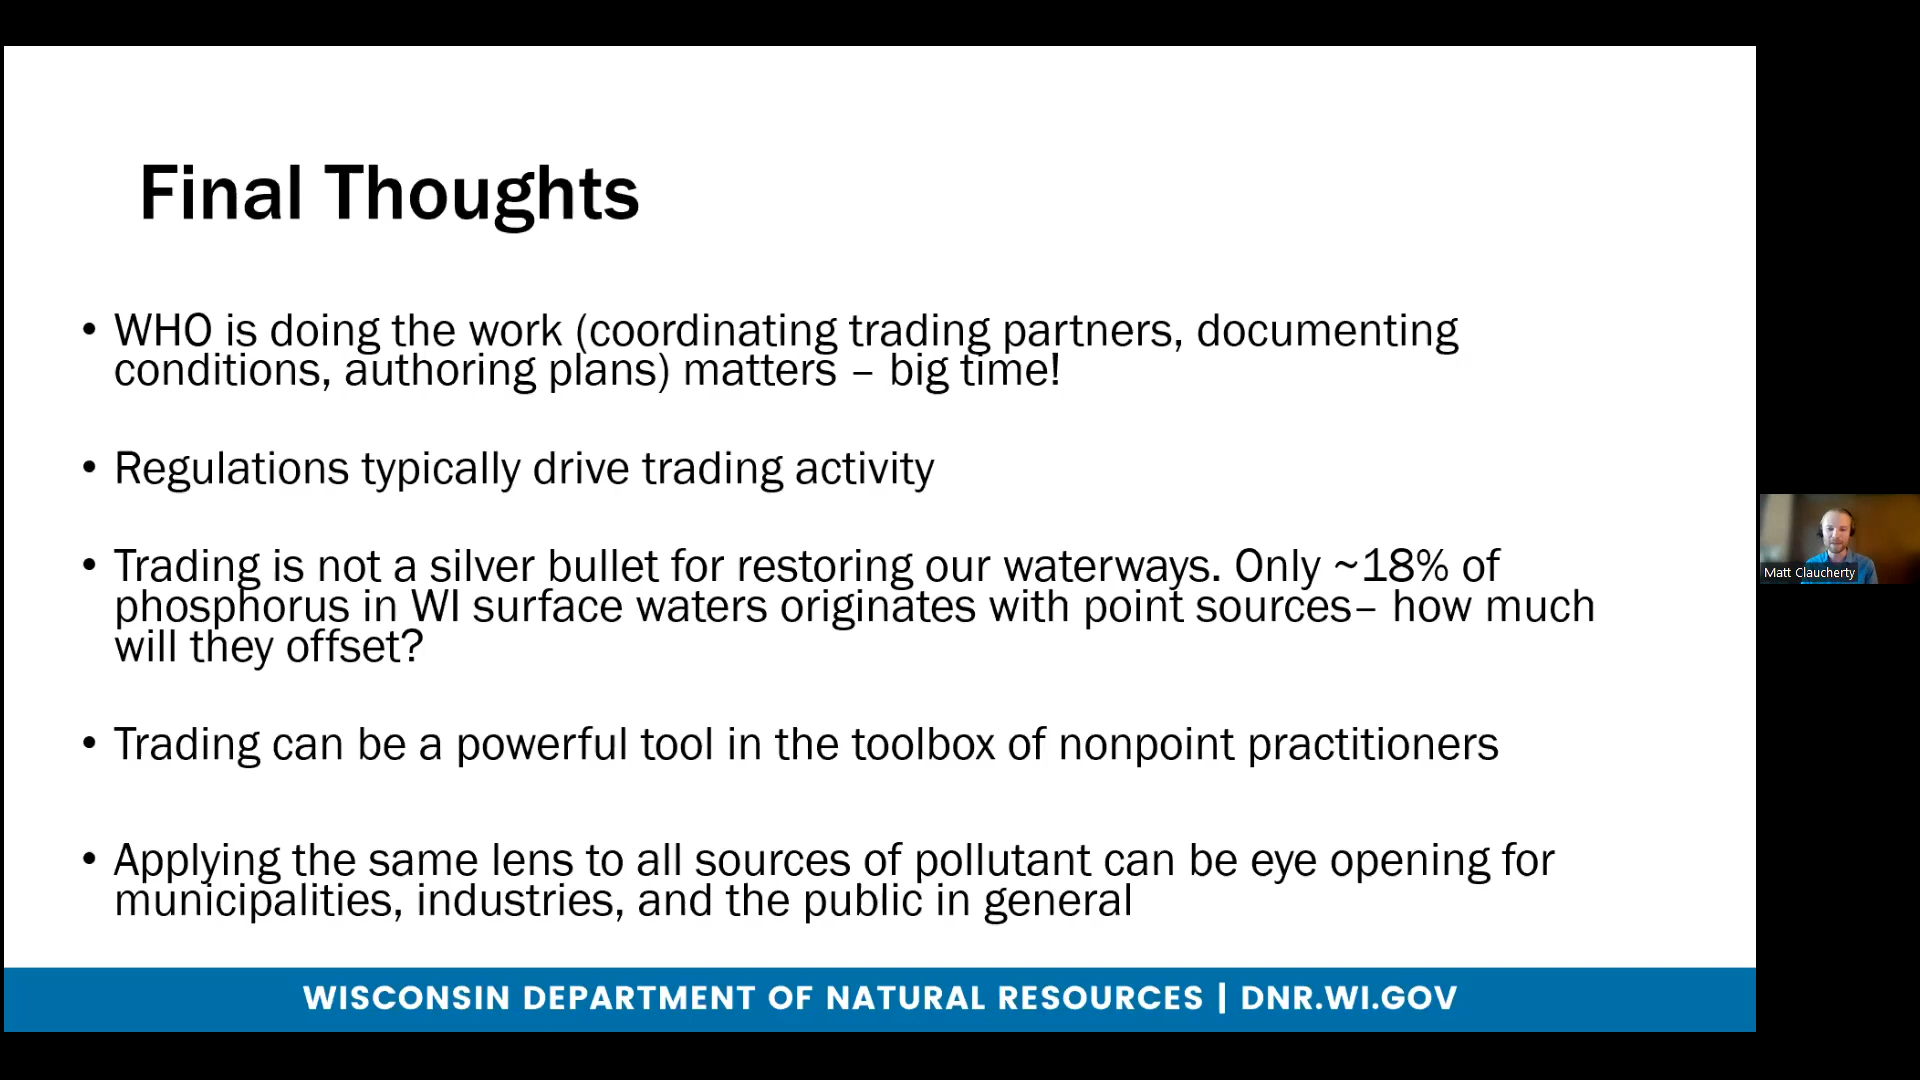 Final Thoughts
• WHO is doing the work (coordinating trading partners, documenting
conditions, authoring plans) matters – big time!
• Regulations typically drive trading activity
• Trading is not a silver bullet for restoring our waterways. Only ~18% of
phosphorus in WI surface waters originates with point sources– how much
will they offset?
• Trading can be a powerful tool in the toolbox of nonpoint practitioners
• Applying the same lens to all sources of pollutant can be eye opening for
municipalities, industries, and the public in general
WISCONSIN DEPARTMENT OF NATURAL RESOURCES | DNR.WI.GOV
Matt Claucherty